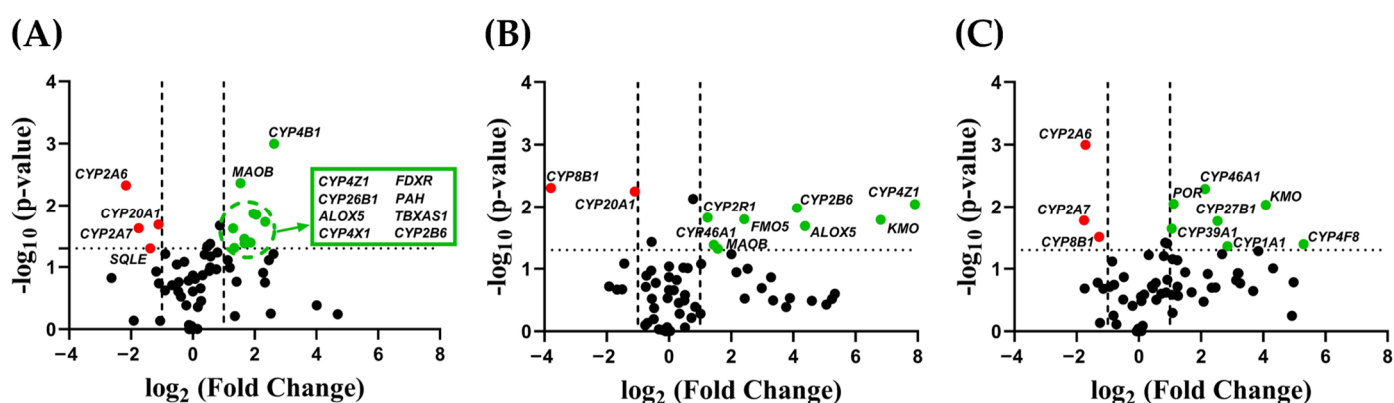 (A)
-log10 (p-value)
4
3
2
1
0
−4
−2
0
2
4
6
8
log2 (Fold Change)
CYP4B1
CYP2A6
MAOB
CYP20A1
CYP2A7
SQLE
CYP4Z1 FDXR
CYP26B1 PAH
ALOX5 TBXAS1
CYP4X1 CYP2B6
(B)
-log10 (p-value)
4
3
2
1
0
−4
−2
0
2
4
6
8
log2 (Fold Change)
CYP8B1
CYP20A1
CYP2R1
CYP2B6
CYP4Z1
CYP46A1
FMO5
ALOX5
KMO
MAOB
(C)
-log10 (p-value)
4
3
2
1
0
−4
−2
0
2
4
6
8
log2 (Fold Change)
CYP2A6
CYP46A1
POR
KMO
CYP2A7
CYP27B1
CYP8B1
CYP39A1
CYP1A1
CYP4F8